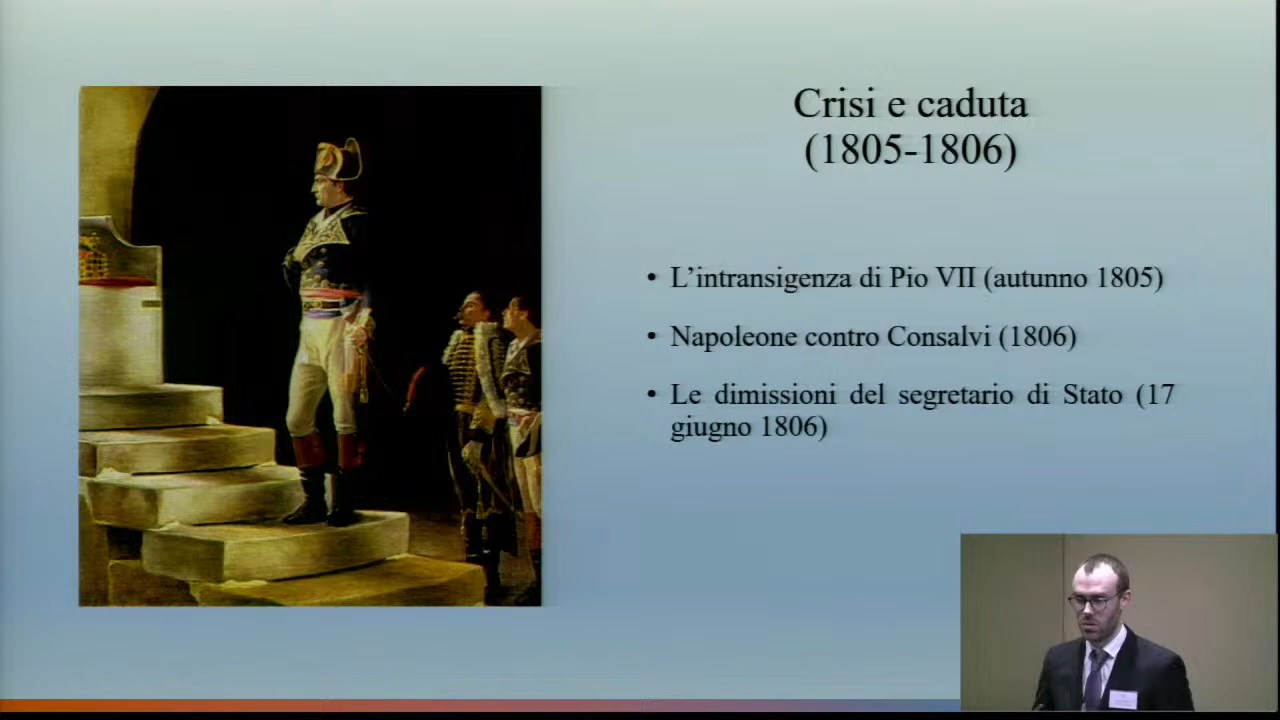 Crisi e caduta
(1805-1806)
• L’intransigenza di Pio VII (autunno 1805)
• Napoleone contro Consalvi (1806)
• Le dimissioni del segretario di Stato (17
giugno 1806)